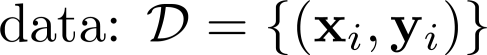 data: 𝒟 = {(𝐱ᵢ, 𝐲ᵢ)}